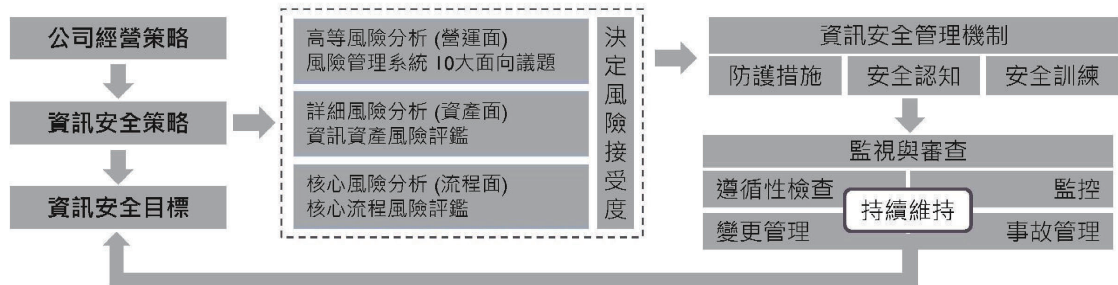 公司經營策略
資訊安全策略
資訊安全目標
高等風險分析 (營運面)
風險管理系統 10大面向議題
詳細風險分析 (資產面)
資訊資產風險評鑑
核心風險分析 (流程面)
核心流程風險評鑑
決定風險接受度
資訊安全管理機制
防護措施
安全認知
安全訓練
監視與審查
遵循性檢查
監控
持續維持
變更管理
事故管理